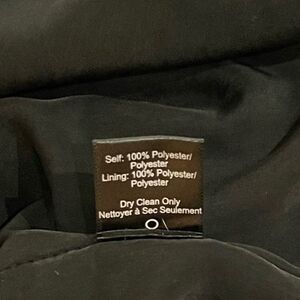 Self: 100% Polyester/
Polyester
Lining: 100% Polyester/
Polyester
Dry Clean Only
Nettoyer à Sec Seulement